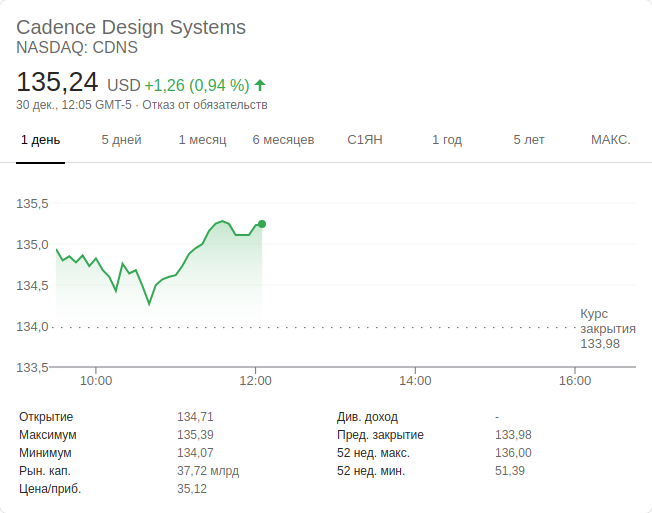 Cadence Design Systems
NASDAQ: CDNS
135,24 USD +1,26 (0,94 %)
30 дек., 12:05 GMT-5 · Отказ от обязательств
1 день 5 дней 1 месяц 6 месяцев С1ЯН 1 год 5 лет МАКС.
135,5
135,0
134,5
134,0
133,5
Курс
закрытия
133,98
10:00 12:00 14:00 16:00
Открытие 134,71 Див. доход -
Максимум 135,39 Пред. закрытие 133,98
Минимум 134,07 52 нед. макс. 136,00
Рын. кап. 37,72 млрд 52 нед. мин. 51,39
Цена/приб. 35,12